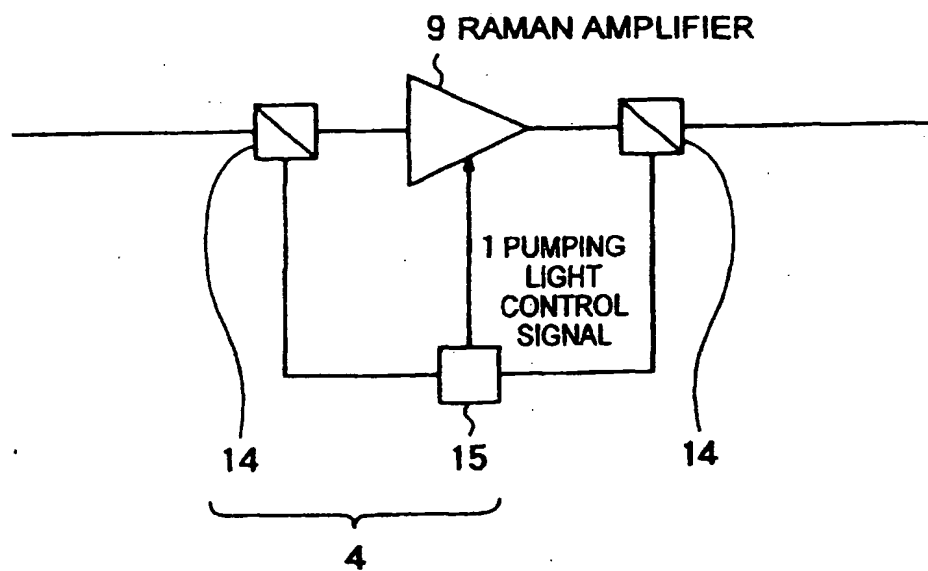 9 RAMAN AMPLIFIER
1 PUMPING
LIGHT
CONTROL
SIGNAL
14
15
14
4